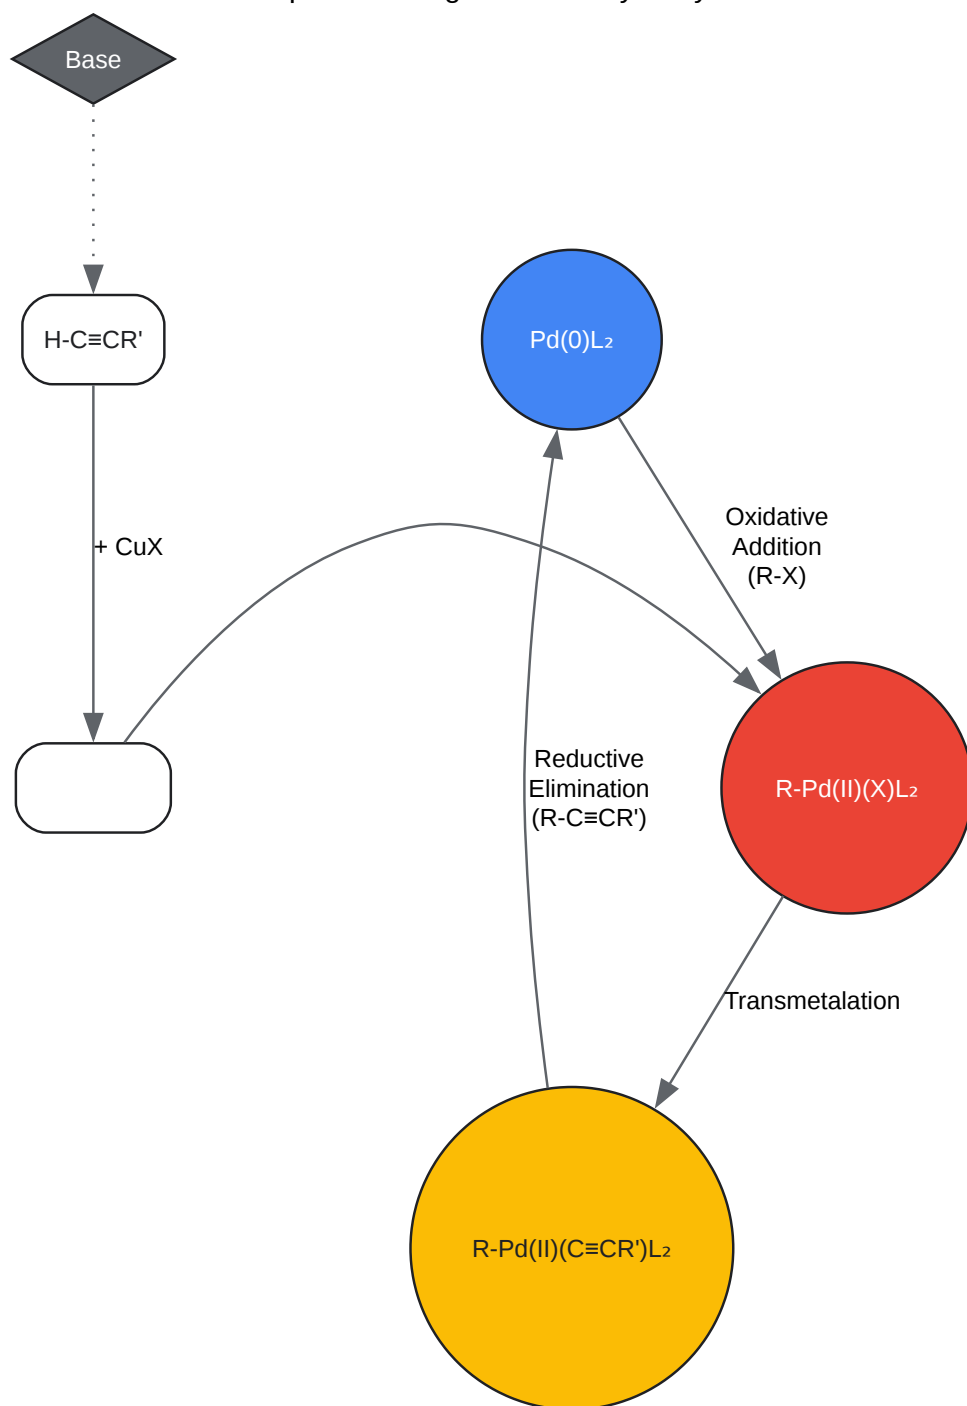 Base
H-C≡CR'
Pd(0)L₂
+ CuX
Oxidative
Addition
(R-X)
Reductive
Elimination
(R-C≡CR')
R-Pd(II)(X)L₂
Transmetalation
R-Pd(II)(C≡CR')L₂